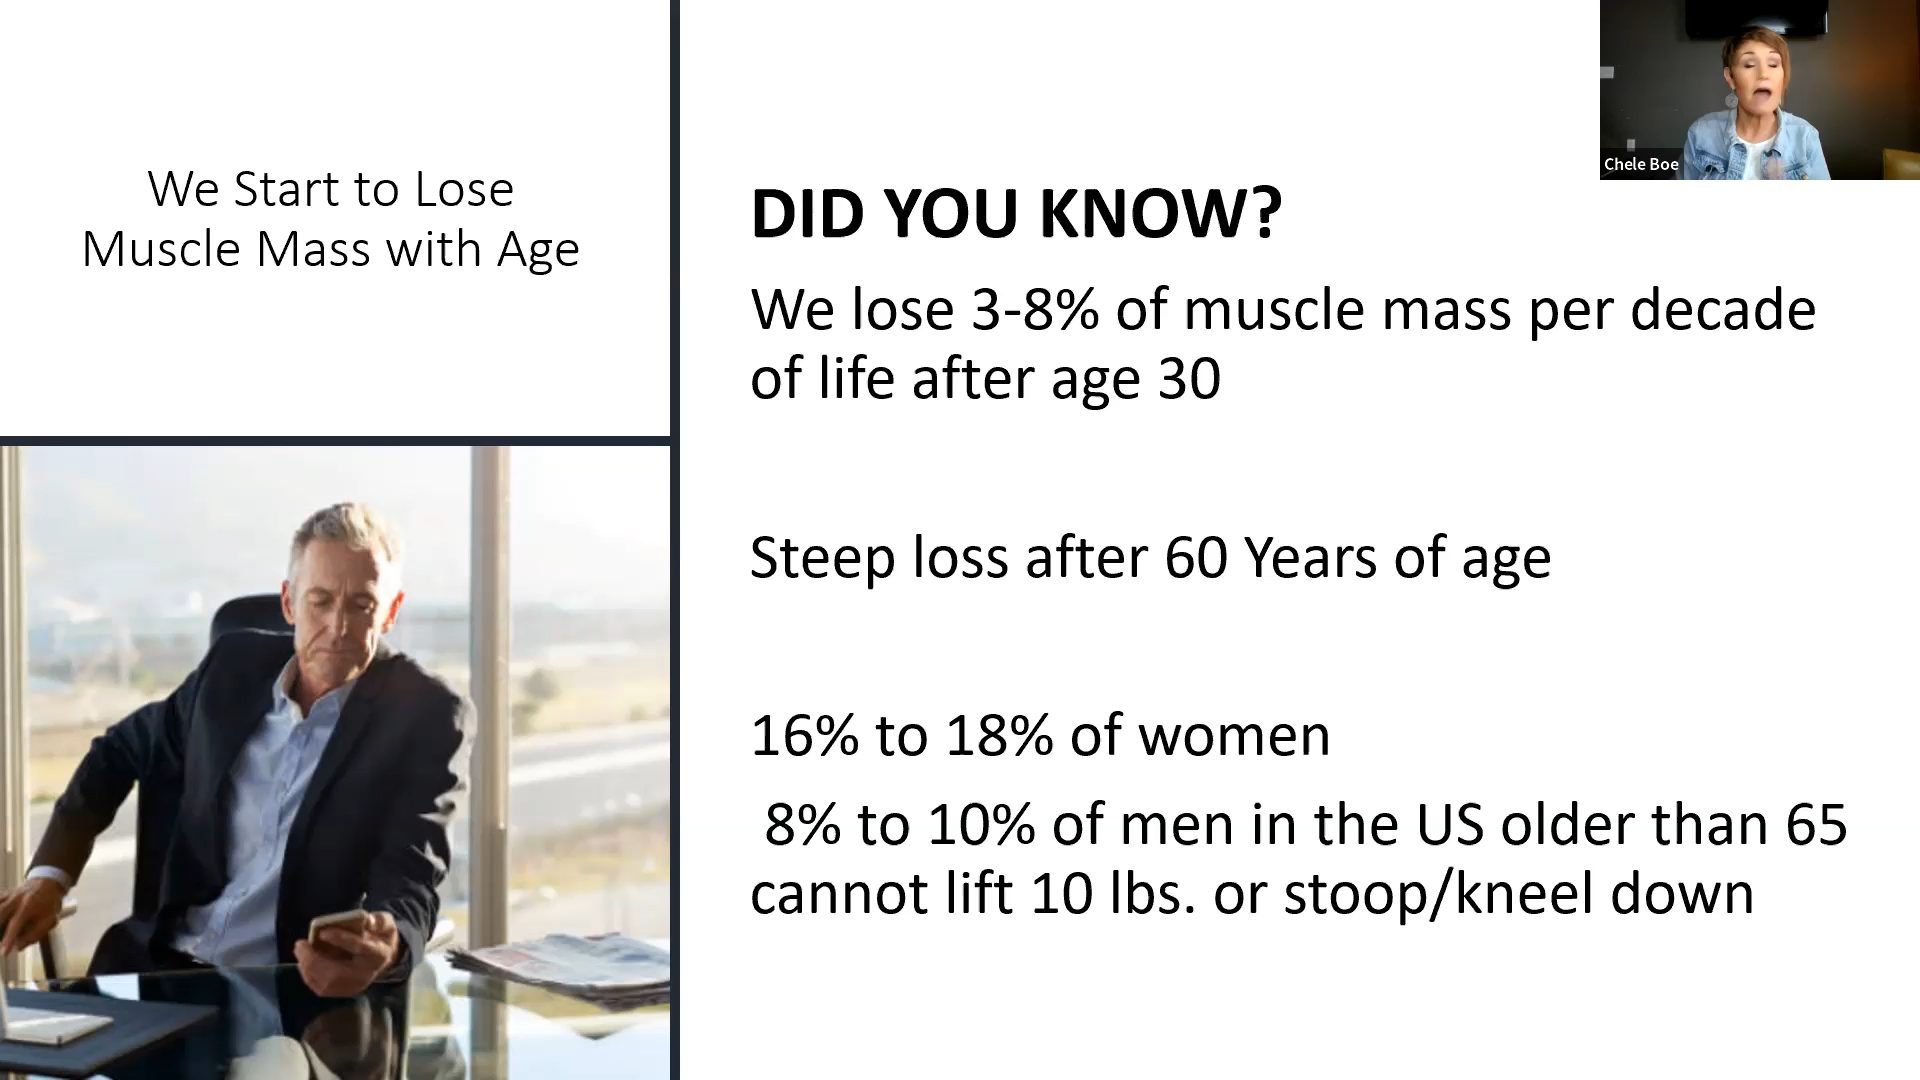 We Start to Lose
Muscle Mass with Age
DID YOU KNOW?
We lose 3-8% of muscle mass per decade
of life after age 30
Steep loss after 60 Years of age
16% to 18% of women
8% to 10% of men in the US older than 65
cannot lift 10 lbs. or stoop/kneel down
Chele Boe